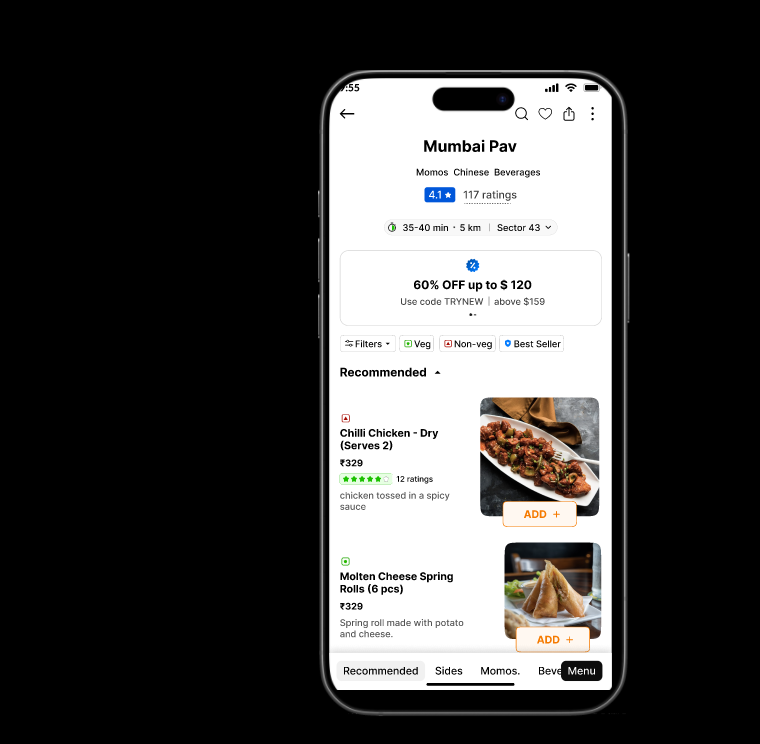 9:55
Mumbai Pav
Momos Chinese Beverages
4.1 ★ 117 ratings
35-40 min · 5 km | Sector 43
60% OFF up to $ 120
Use code TRYNEW | above $159
Filters Veg Non-veg Best Seller
Recommended
Chilli Chicken - Dry
(Serves 2)
₹329
12 ratings
chicken tossed in a spicy
sauce
ADD +
Molten Cheese Spring
Rolls (6 pcs)
₹329
Spring roll made with potato
and cheese.
ADD +
Recommended Sides Momos. Beve Menu